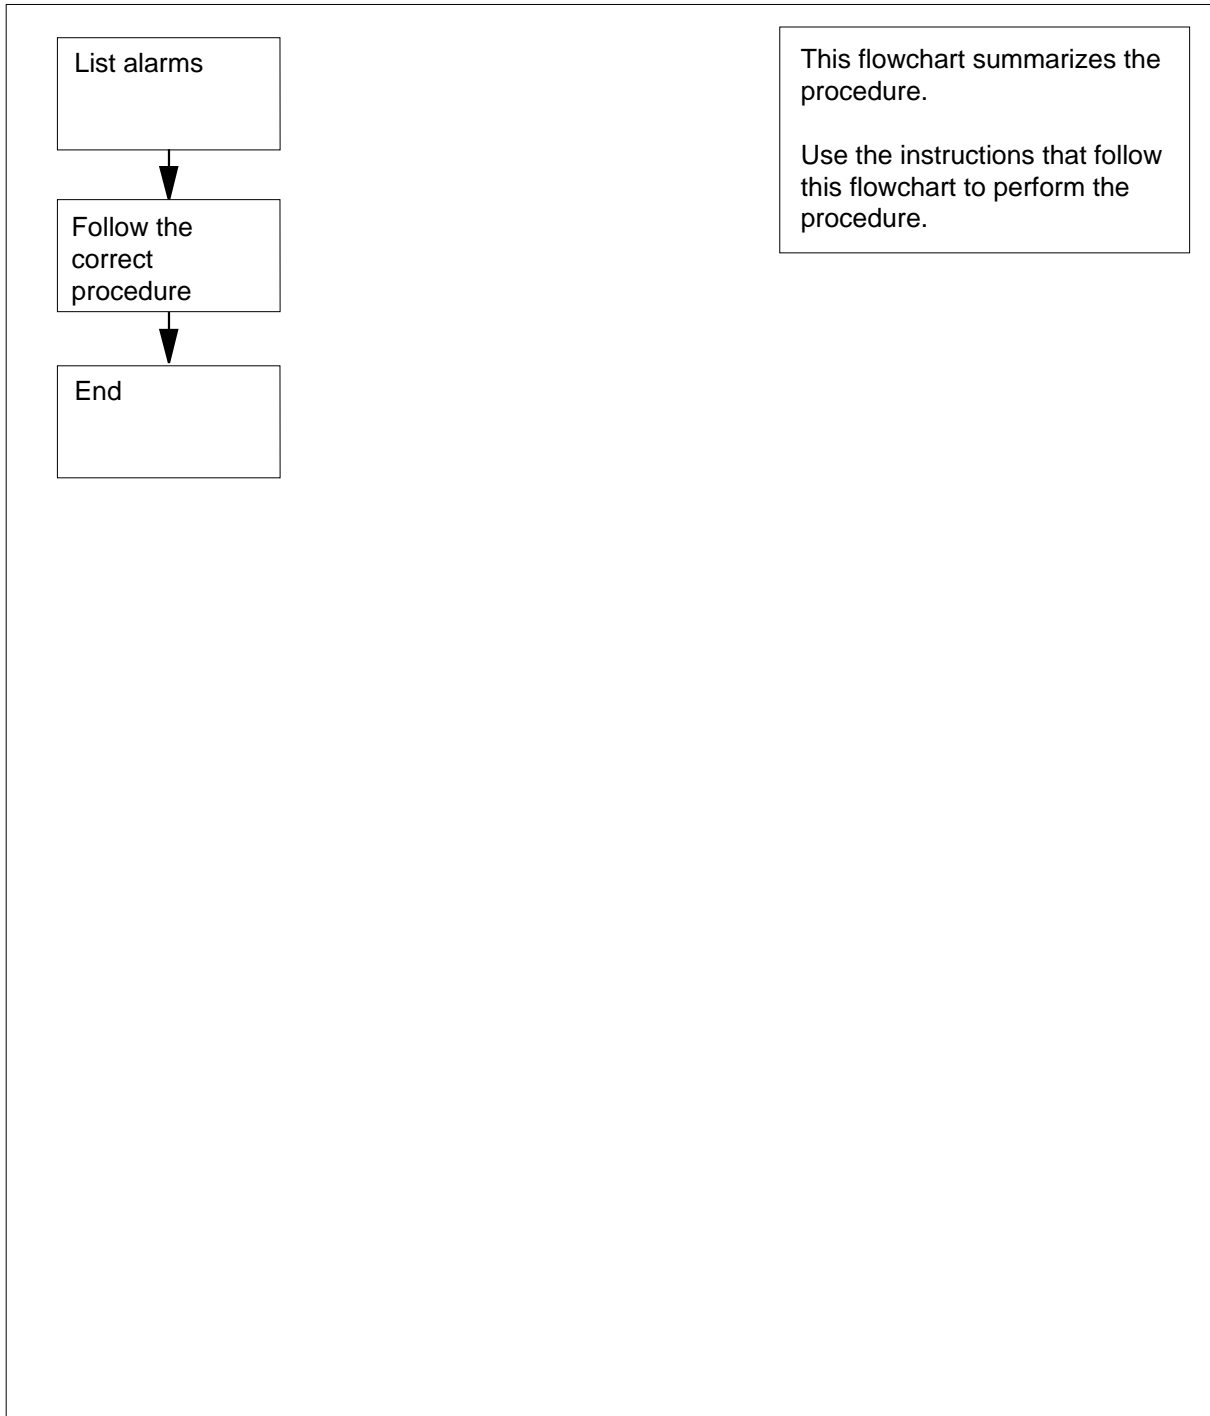 List alarms
Follow the
correct
procedure
End
This flowchart summarizes the
procedure.
Use the instructions that follow
this flowchart to perform the
procedure.